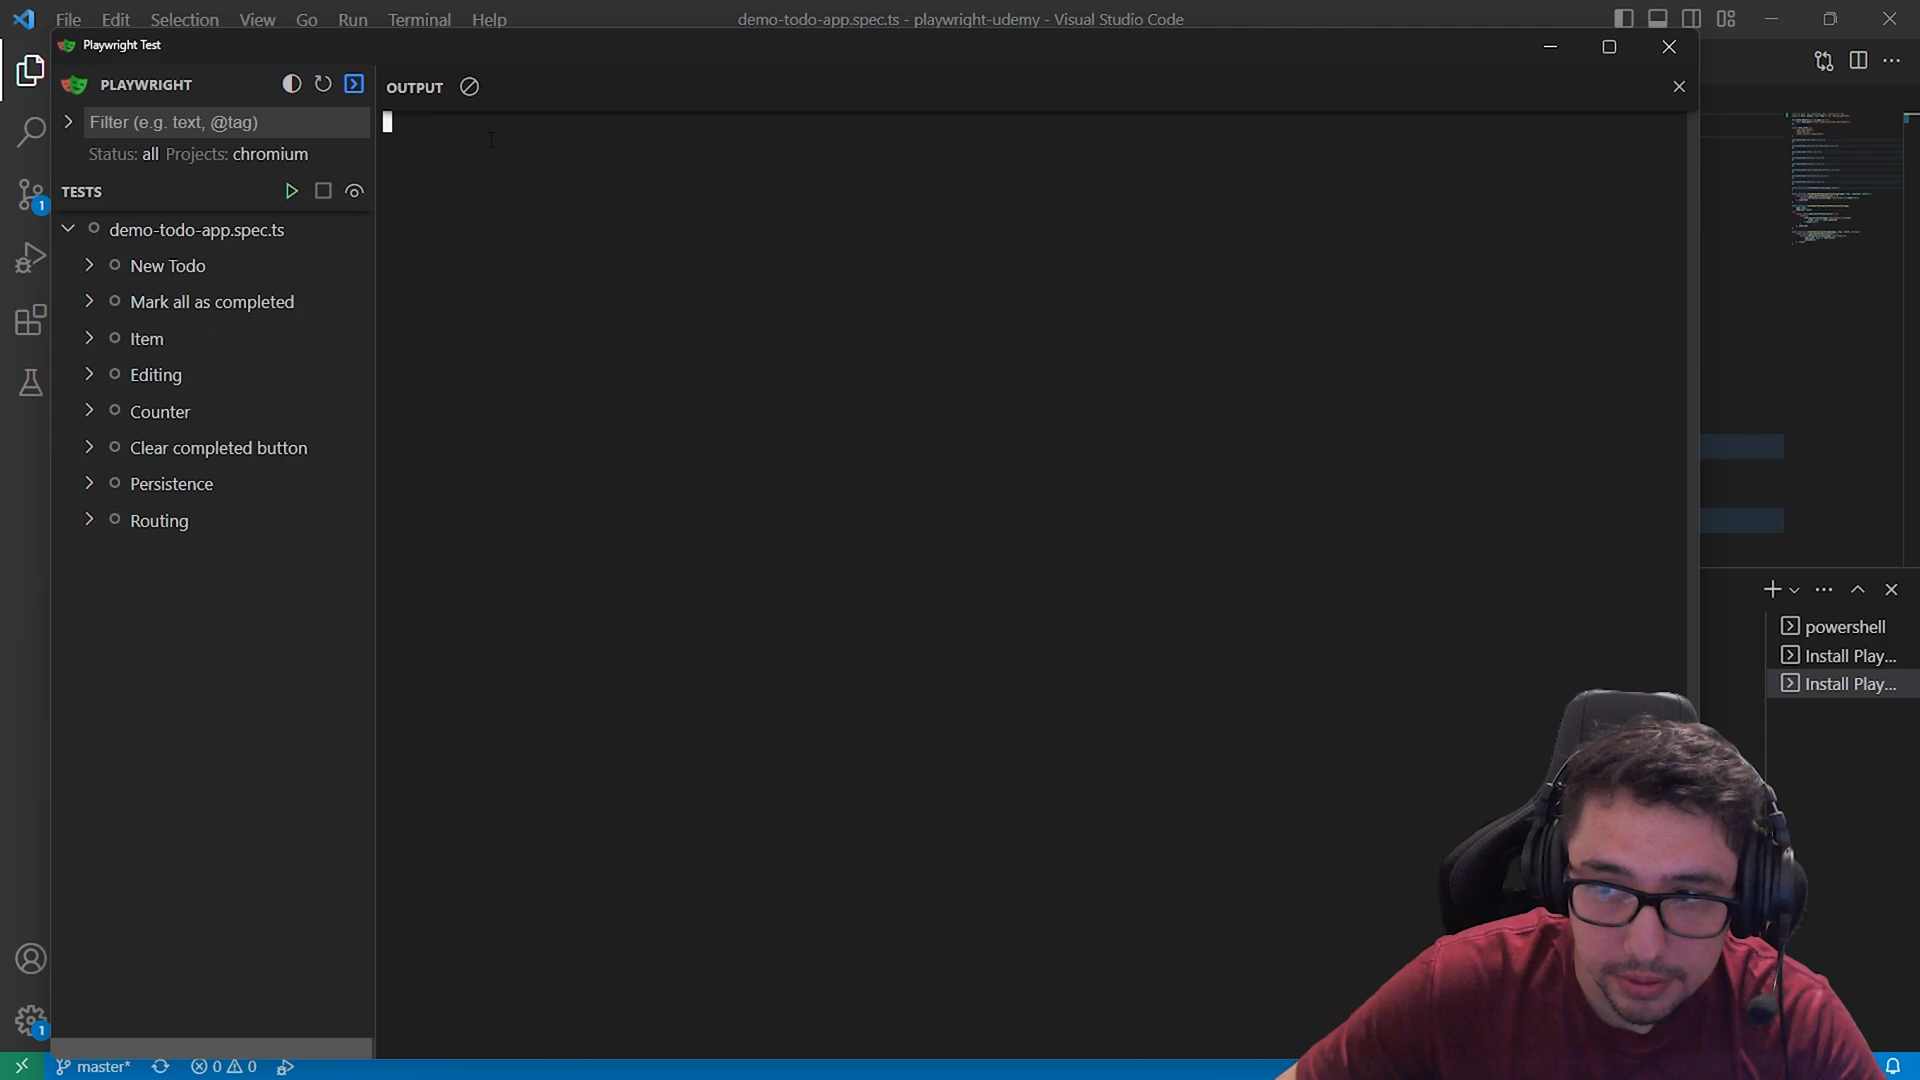 File Edit Selection View Go Run Terminal Help
demo-todo-app.spec.ts - playwright-udemy - Visual Studio Code
Playwright Test
PLAYWRIGHT
OUTPUT
Filter (e.g. text, @tag)
Status: all Projects: chromium
TESTS
demo-todo-app.spec.ts
New Todo
Mark all as completed
Item
Editing
Counter
Clear completed button
Persistence
Routing
powershell
Install Play...
Install Play...
1
1
master*
0 0